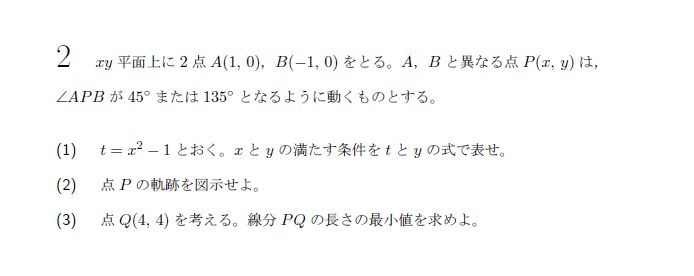 2 xy 平面上に 2 点 A(1, 0), B(−1, 0) をとる。A, B と異なる点 P(x, y) は,
∠APB が 45° または 135° となるように動くものとする。
(1) t = x² − 1 とおく。x と y の満たす条件を t と y の式で表せ。
(2) 点 P の軌跡を図示せよ。
(3) 点 Q(4, 4) を考える。線分 PQ の長さの最小値を求めよ。